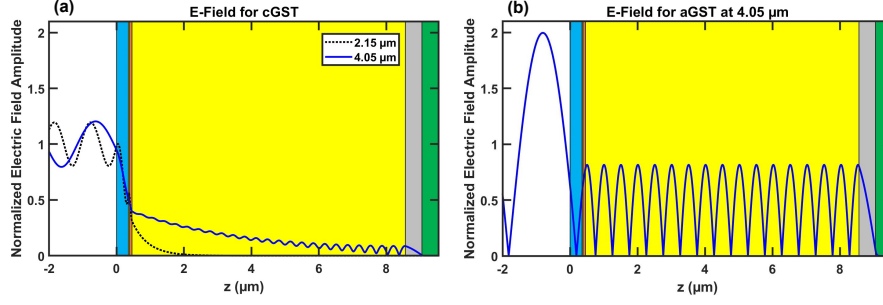 (a)
E-Field for cGST
Normalized Electric Field Amplitude
2
1.5
1
0.5
0
-2
0
2
4
6
8
z (µm)
2.15 µm
4.05 µm
(b)
E-Field for aGST at 4.05 µm
Normalized Electric Field Amplitude
2
1.5
1
0.5
0
-2
0
2
4
6
8
z (µm)